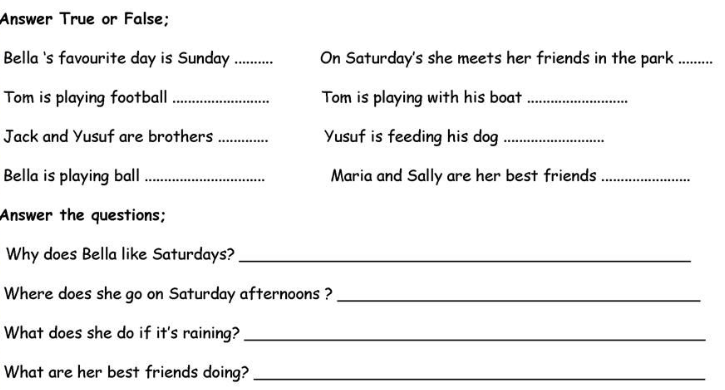 Answer True or False;
Bella 's favourite day is Sunday .......... On Saturday's she meets her friends in the park .........
Tom is playing football ......................... Tom is playing with his boat ..........................
Jack and Yusuf are brothers ............. Yusuf is feeding his dog ..........................
Bella is playing ball ............................... Maria and Sally are her best friends .......................
Answer the questions;
Why does Bella like Saturdays? ____________________
Where does she go on Saturday afternoons ? ____________________
What does she do if it's raining? ____________________
What are her best friends doing? ____________________